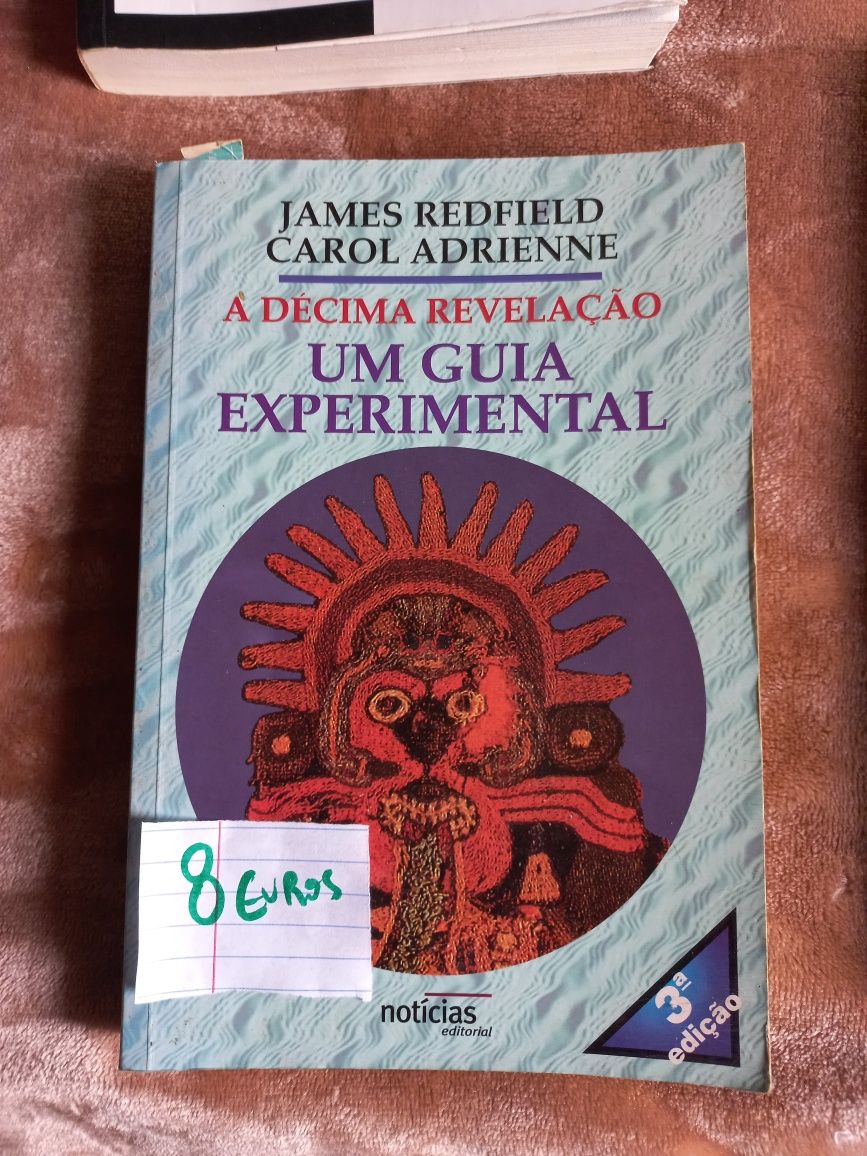 JAMES REDFIELD
CAROL ADRIENNE
A DÉCIMA REVELAÇÃO
UM GUIA
EXPERIMENTAL
8 EUROS
notícias
editorial
3ª
edição